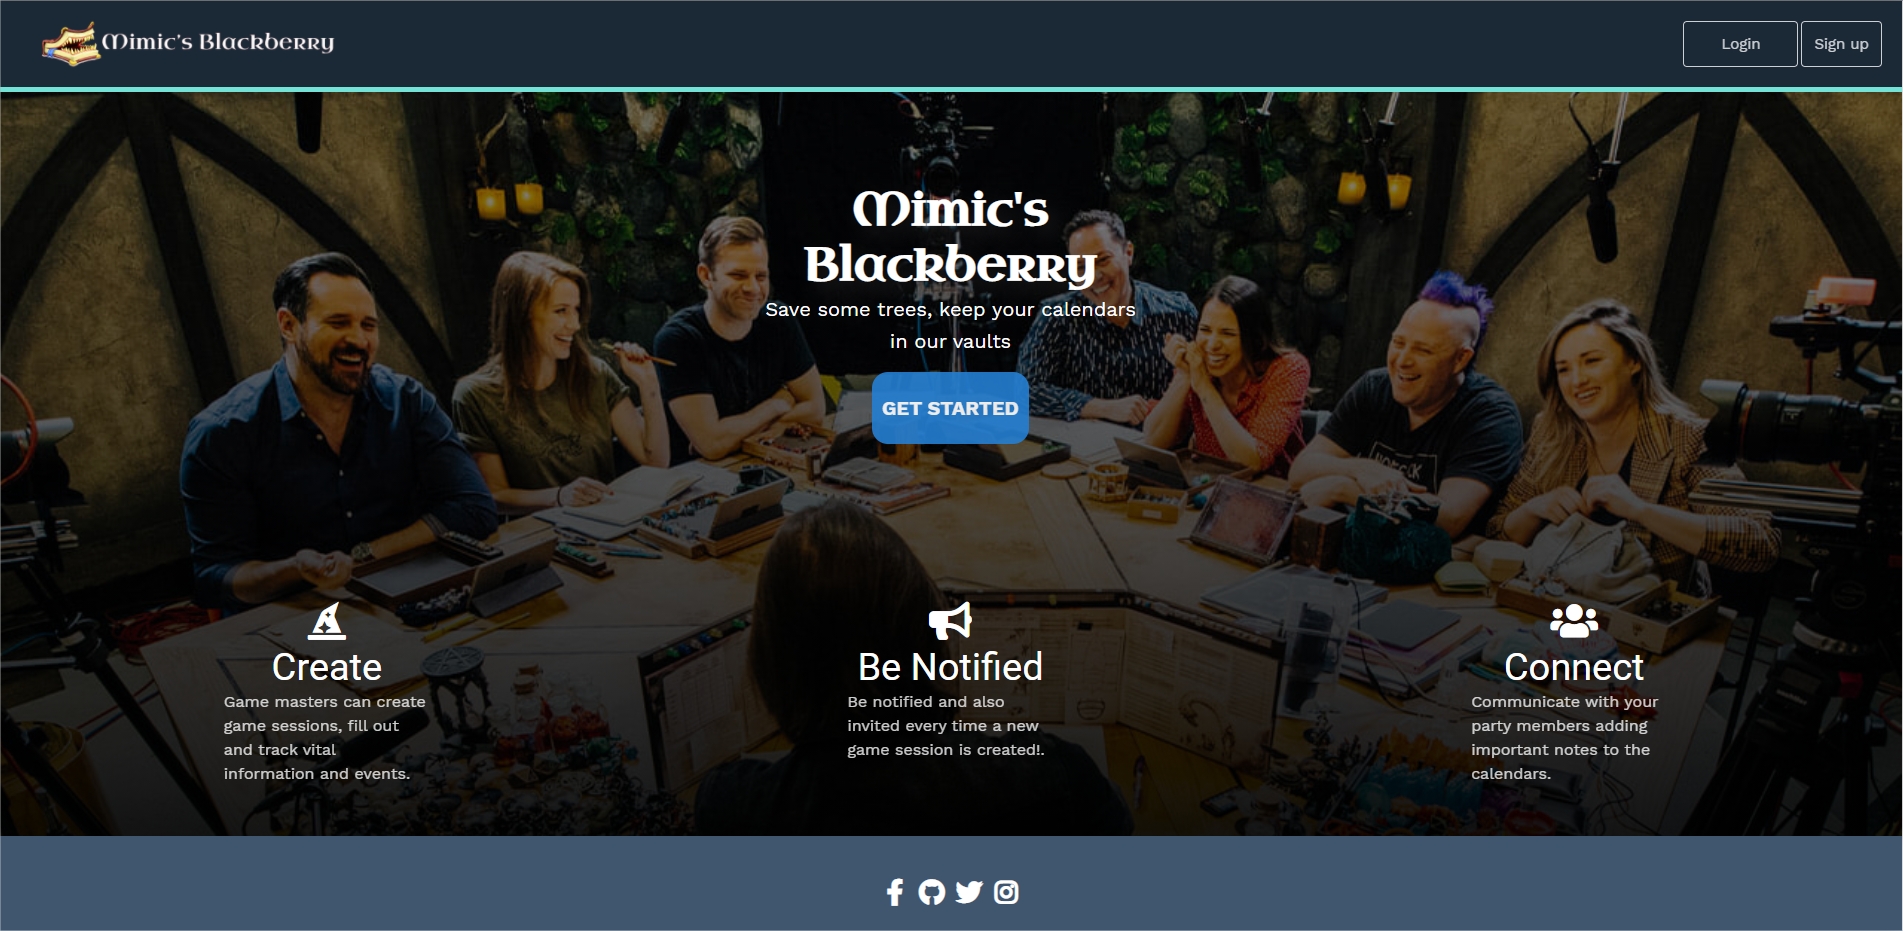 Mimic's Blackberry
Login
Sign up
Mimic's
Blackberry
Save some trees, keep your calendars
in our vaults
GET STARTED
Create
Game masters can create
game sessions, fill out
and track vital
information and events.
Be Notified
Be notified and also
invited every time a new
game session is created!.
Connect
Communicate with your
party members adding
important notes to the
calendars.